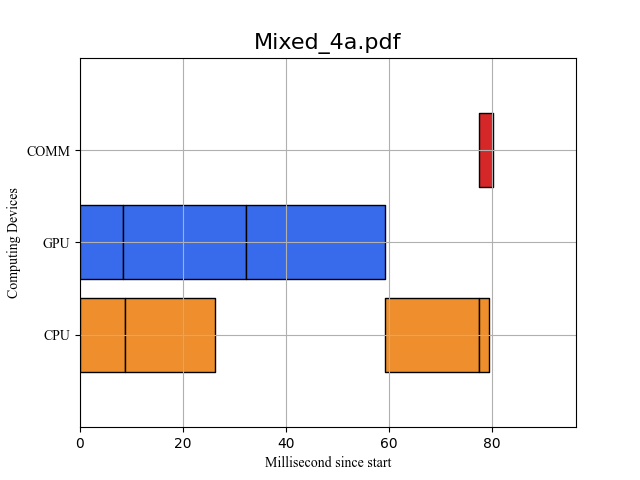 Mixed_4a.pdf
COMM
GPU
CPU
Computing Devices
0 20 40 60 80
Millisecond since start